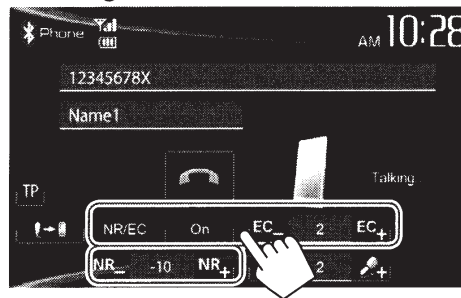 Phone AM 10:28
12345678X
Name1
Talking
TP
NR/EC On EC- 2 EC+
NR- -10 NR+ 2 +